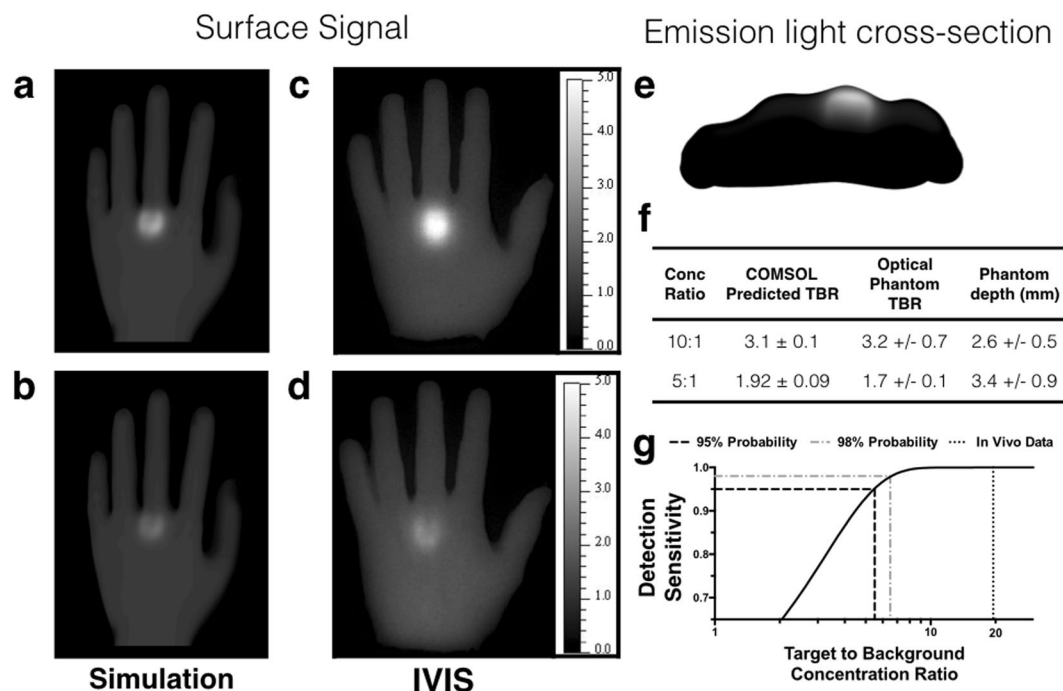 Surface Signal
Emission light cross-section
a
c
5.0
4.0
3.0
2.0
1.0
0.0
e
f
Conc Ratio
COMSOL Predicted TBR
Optical Phantom TBR
Phantom depth (mm)
10:1 3.1 ± 0.1 3.2 +/- 0.7 2.6 +/- 0.5
5:1 1.92 ± 0.09 1.7 +/- 0.1 3.4 +/- 0.9
b
d
5.0
4.0
3.0
2.0
1.0
0.0
g
95% Probability 98% Probability In Vivo Data
1.0
0.9
0.8
0.7
Detection
Sensitivity
1 10 20
Target to Background
Concentration Ratio
Simulation
IVIS